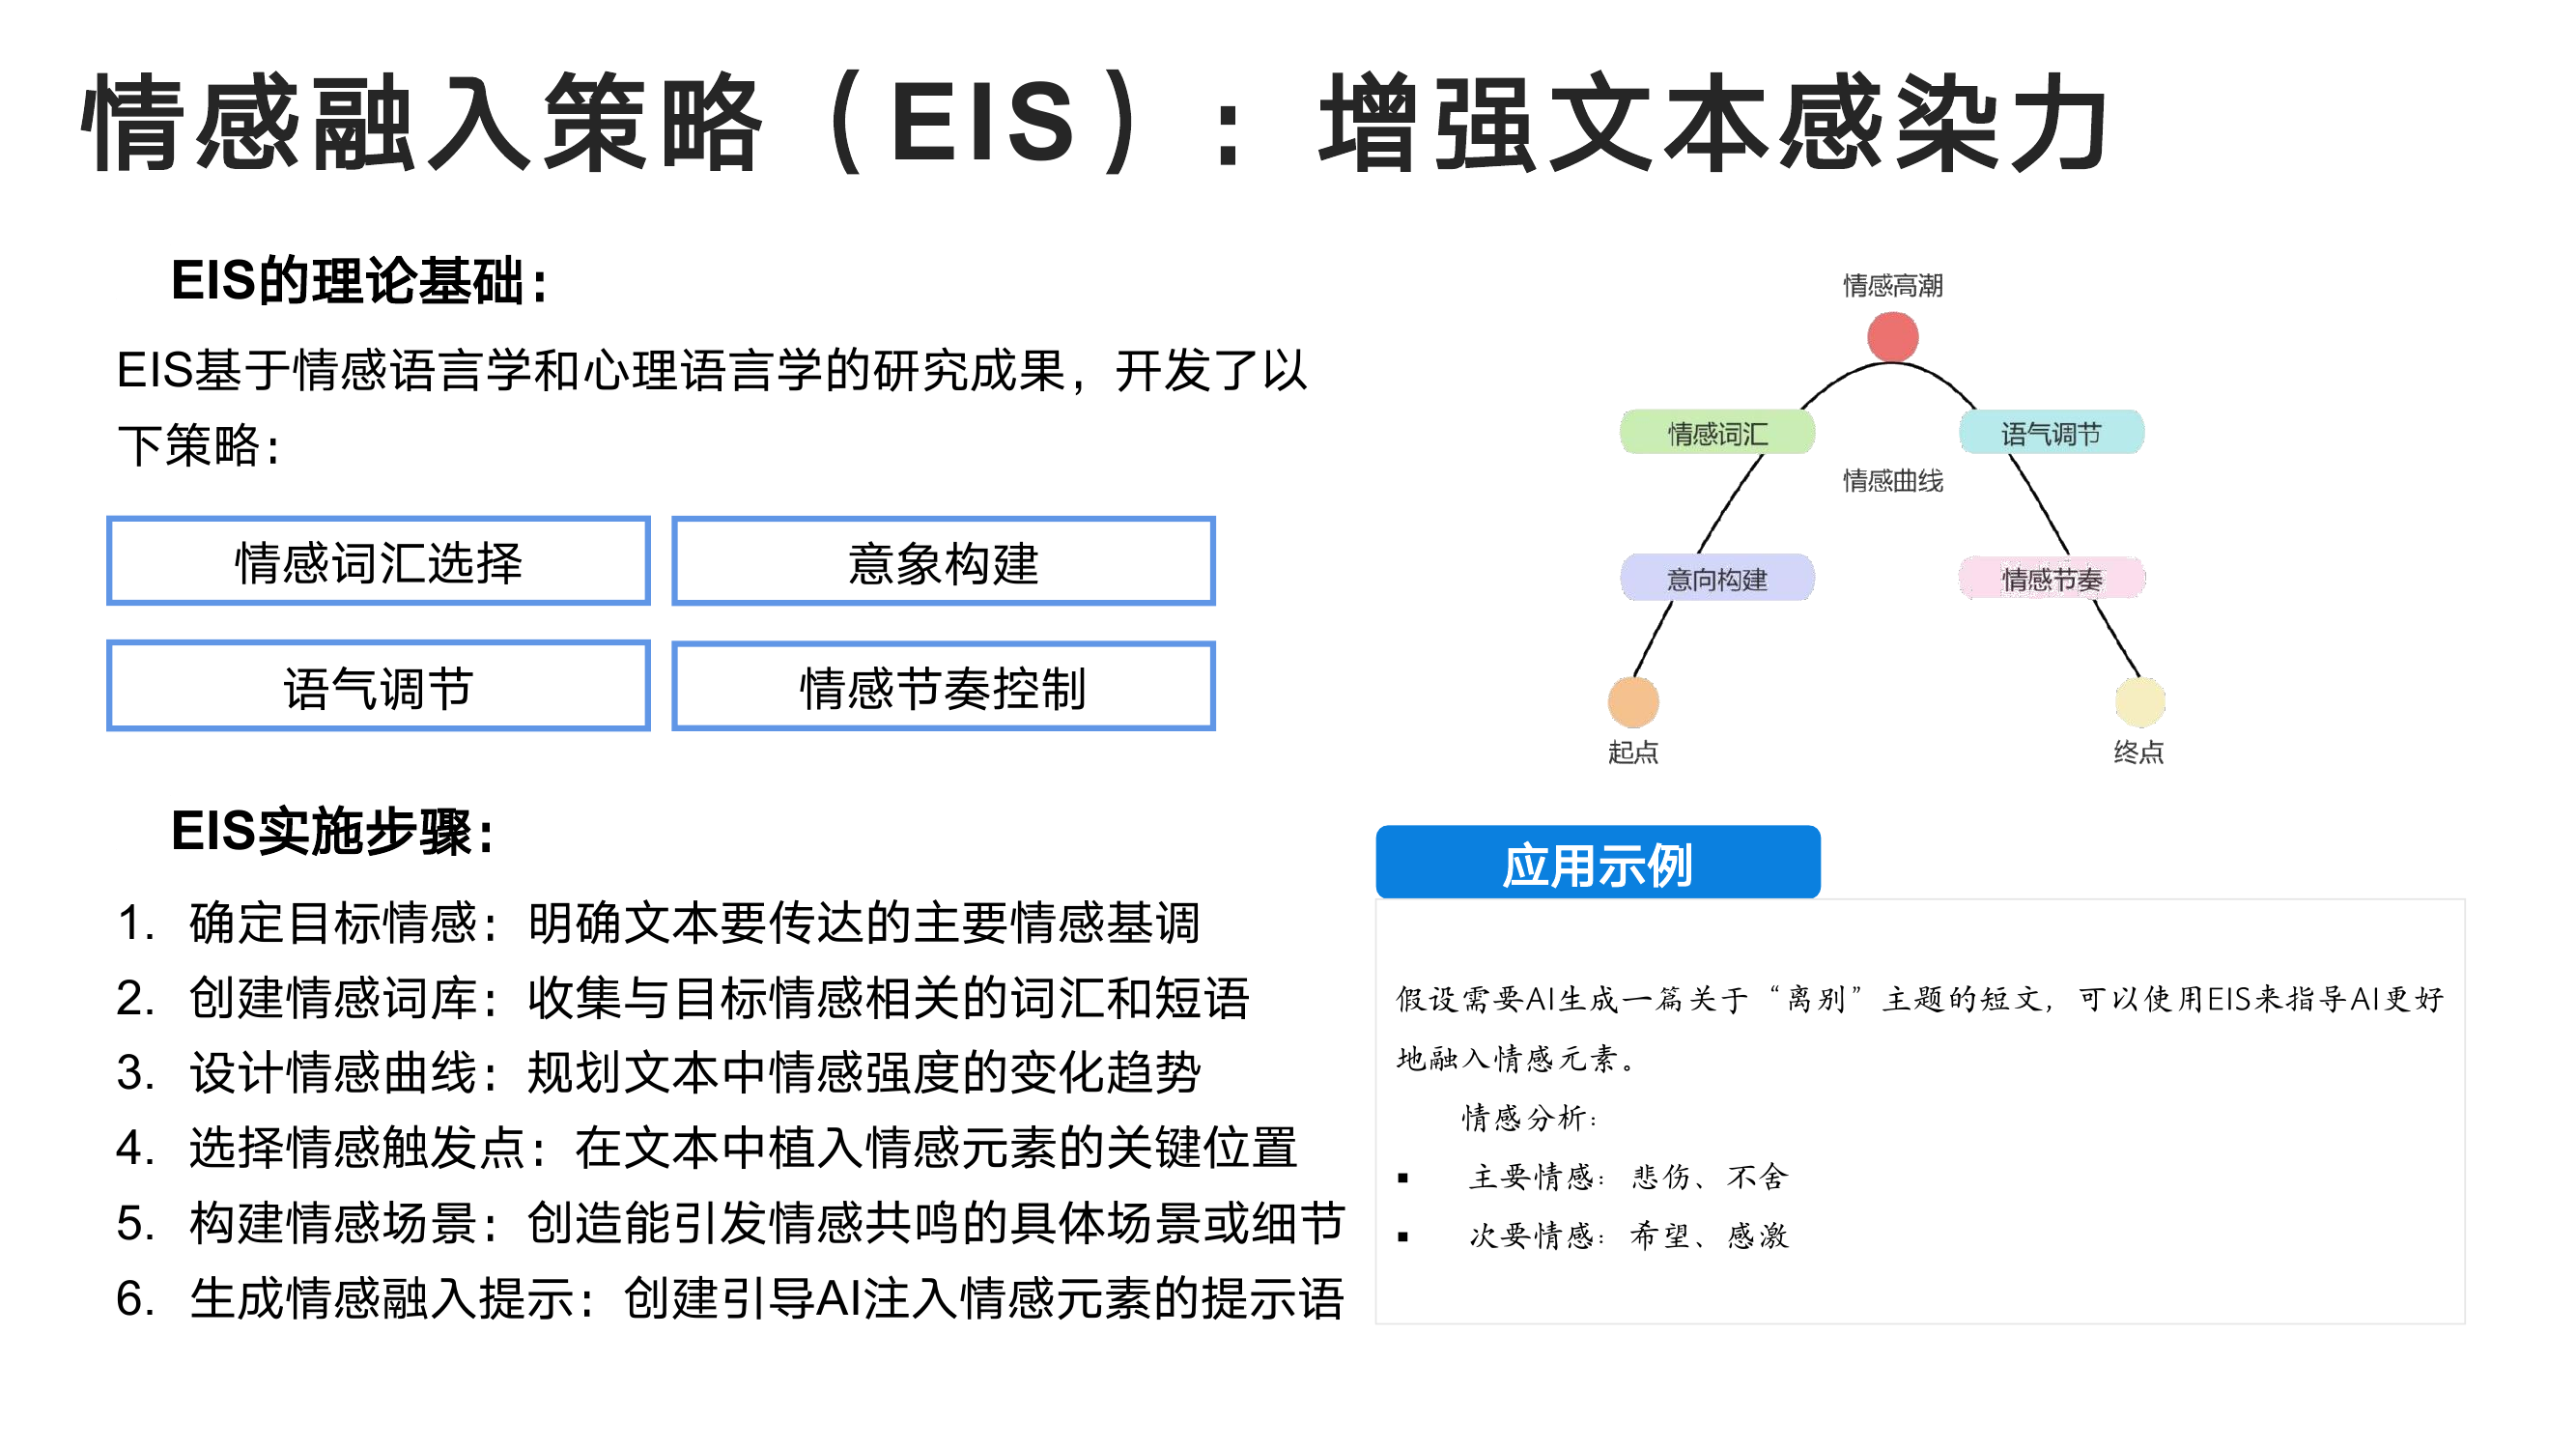 情感融入策略（EIS）：增强文本感染力
EIS的理论基础：
EIS基于情感语言学和心理语言学的研究成果，开发了以
下策略：
情感词汇选择
意象构建
语气调节
情感节奏控制
EIS实施步骤：
1. 确定目标情感：明确文本要传达的主要情感基调
2. 创建情感词库：收集与目标情感相关的词汇和短语
3. 设计情感曲线：规划文本中情感强度的变化趋势
4. 选择情感触发点：在文本中植入情感元素的关键位置
5. 构建情感场景：创造能引发情感共鸣的具体场景或细节
6. 生成情感融入提示：创建引导AI注入情感元素的提示语
情感高潮
情感词汇
语气调节
情感曲线
意向构建
情感节奏
起点
终点
应用示例
假设需要AI生成一篇关于“离别”主题的短文，可以使用EIS来指导AI更好
地融入情感元素。
情感分析：
▪ 主要情感：悲伤、不舍
▪ 次要情感：希望、感激